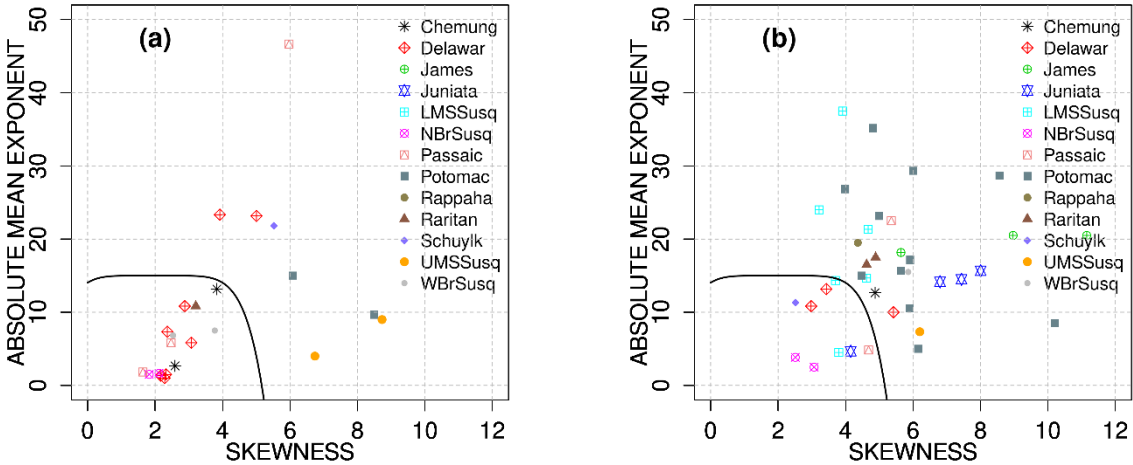 (a)
ABSOLUTE MEAN EXPONENT
50
40
30
20
10
0
0 2 4 6 8 10 12
SKEWNESS
Chemung
Delawar
James
Juniata
LMSSusq
NBrSusq
Passaic
Potomac
Rappaha
Raritan
Schuylk
UMSSusq
WBrSusq
(b)
ABSOLUTE MEAN EXPONENT
50
40
30
20
10
0
0 2 4 6 8 10 12
SKEWNESS
Chemung
Delawar
James
Juniata
LMSSusq
NBrSusq
Passaic
Potomac
Rappaha
Raritan
Schuylk
UMSSusq
WBrSusq